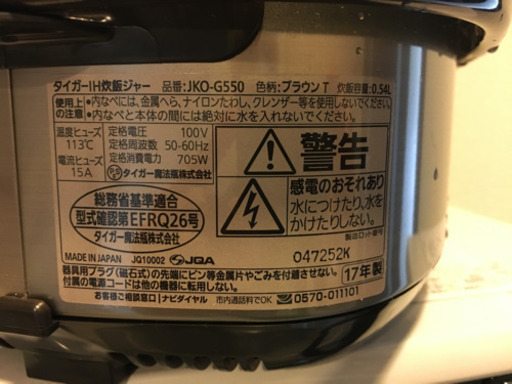 タイガーIH炊飯ジャー 品番:JKO-G550 色柄:ブラウンT 炊飯容量:0.54L
使用上の注意
•内なべには、金属へら、ナイロンたわし、クレンザー等を使用しないでください。
•内なべと本体の間には絶対に水を入れないでください。
温度ヒューズ 113℃
電流ヒューズ 15A
定格電圧 100V
定格周波数 50-60Hz
定格消費電力 705W
タイガー魔法瓶株式会社
総務省基準適合
型式確認第EFRQ26号
タイガー魔法瓶株式会社
警告
感電のおそれあり
水につけたり、水をかけたりしない。
製造ロット番号
047252K
MADE IN JAPAN JQ10002 JQA
器具用プラグ(磁石式)の先端にピン等金属片やごみを付着させない。
付属の電源コードは他の機器に転用しない。
17年製
お客様ご相談窓口/ナビダイヤル 市内通話料でOK 0570-011101